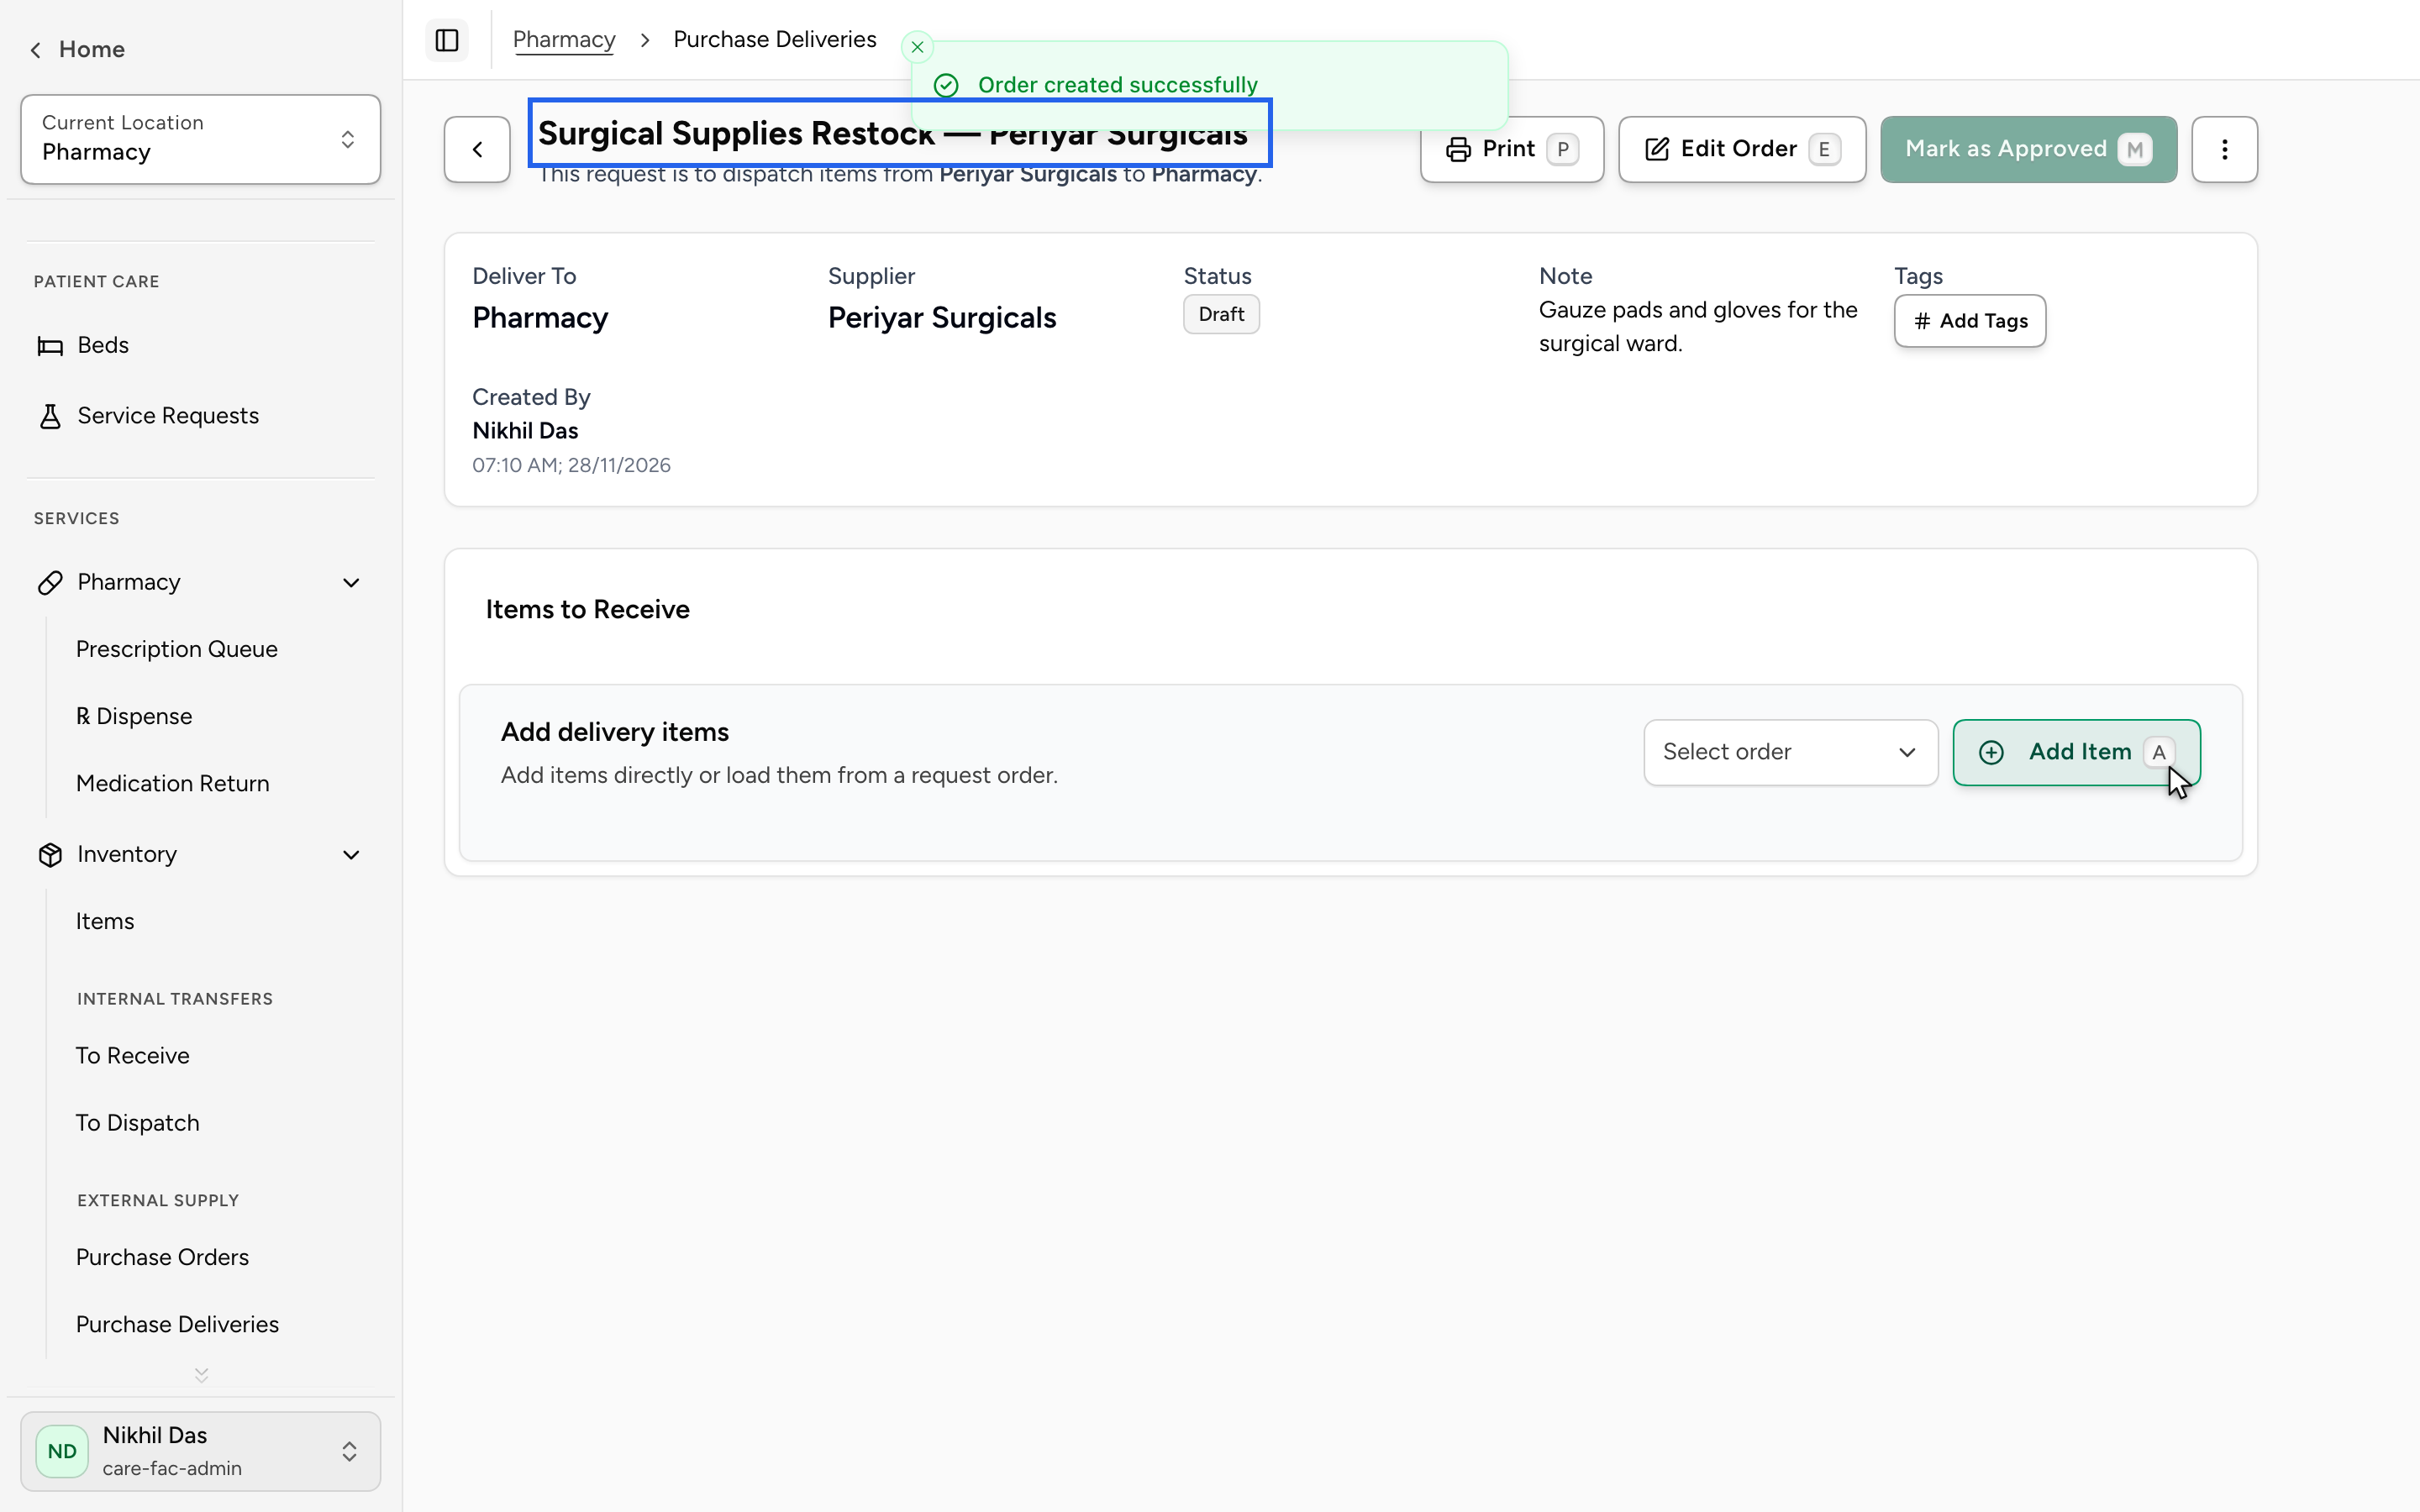 Home
Current Location
Pharmacy
PATIENT CARE
Beds
Service Requests
SERVICES
Pharmacy
Prescription Queue
℞ Dispense
Medication Return
Inventory
Items
INTERNAL TRANSFERS
To Receive
To Dispatch
EXTERNAL SUPPLY
Purchase Orders
Purchase Deliveries
ND
Nikhil Das
care-fac-admin
Pharmacy > Purchase Deliveries
Order created successfully
Surgical Supplies Restock — Periyar Surgicals
This request is to dispatch items from Periyar Surgicals to Pharmacy.
Print P
Edit Order E
Mark as Approved M
Deliver To
Pharmacy
Supplier
Periyar Surgicals
Status
Draft
Note
Gauze pads and gloves for the
surgical ward.
Tags
# Add Tags
Created By
Nikhil Das
07:10 AM; 28/11/2026
Items to Receive
Add delivery items
Add items directly or load them from a request order.
Select order
Add Item A